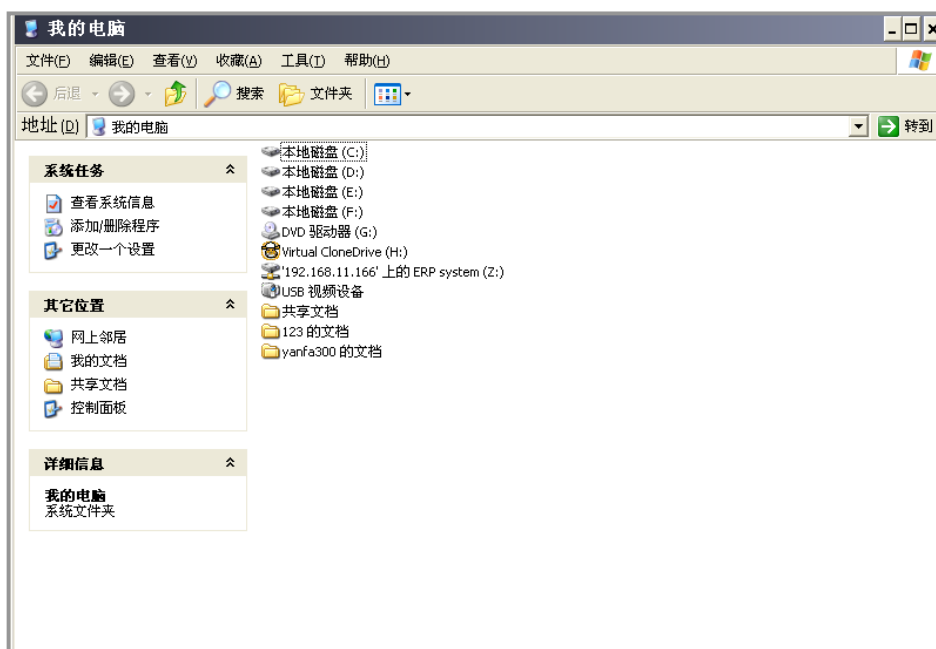 我的电脑
文件(F) 编辑(E) 查看(V) 收藏(A) 工具(T) 帮助(H)
后退 搜索 文件夹
地址(D) 我的电脑 转到
系统任务
查看系统信息
添加/删除程序
更改一个设置
其它位置
网上邻居
我的文档
共享文档
控制面板
详细信息
我的电脑
系统文件夹
本地磁盘 (C:)
本地磁盘 (D:)
本地磁盘 (E:)
本地磁盘 (F:)
DVD 驱动器 (G:)
Virtual CloneDrive (H:)
'192.168.11.166' 上的 ERP system (Z:)
USB 视频设备
共享文档
123 的文档
yanfa300 的文档